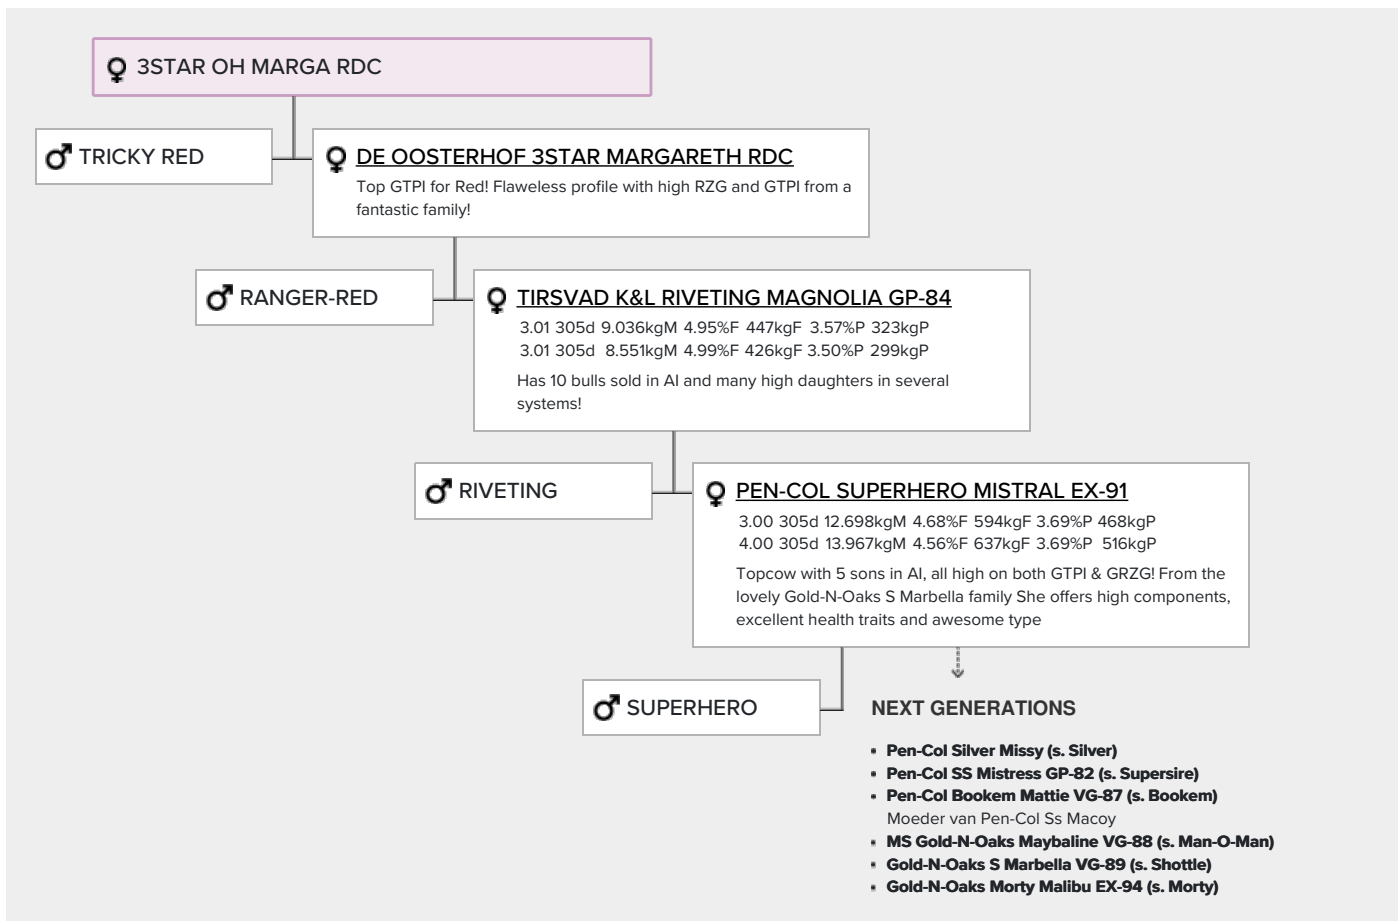 3STAR OH MARGA RDC
TRICKY RED
DE OOSTERHOF 3STAR MARGARETH RDC
Top GTPI for Red! Flaweless profile with high RZG and GTPI from a
fantastic family!
RANGER-RED
TIRSVAD K&L RIVETING MAGNOLIA GP-84
3.01 305d 9.036kgM 4.95%F 447kgF 3.57%P 323kgP
3.01 305d 8.551kgM 4.99%F 426kgF 3.50%P 299kgP
Has 10 bulls sold in AI and many high daughters in several
systems!
RIVETING
PEN-COL SUPERHERO MISTRAL EX-91
3.00 305d 12.698kgM 4.68%F 594kgF 3.69%P 468kgP
4.00 305d 13.967kgM 4.56%F 637kgF 3.69%P 516kgP
Topcow with 5 sons in AI, all high on both GTPI & GRZG! From the
lovely Gold-N-Oaks S Marbella family She offers high components,
excellent health traits and awesome type
SUPERHERO
NEXT GENERATIONS
Pen-Col Silver Missy (s. Silver)
Pen-Col SS Mistress GP-82 (s. Supersire)
Pen-Col Bookem Mattie VG-87 (s. Bookem)
Moeder van Pen-Col Ss Macoy
MS Gold-N-Oaks Maybaline VG-88 (s. Man-O-Man)
Gold-N-Oaks S Marbella VG-89 (s. Shottle)
Gold-N-Oaks Morty Malibu EX-94 (s. Morty)